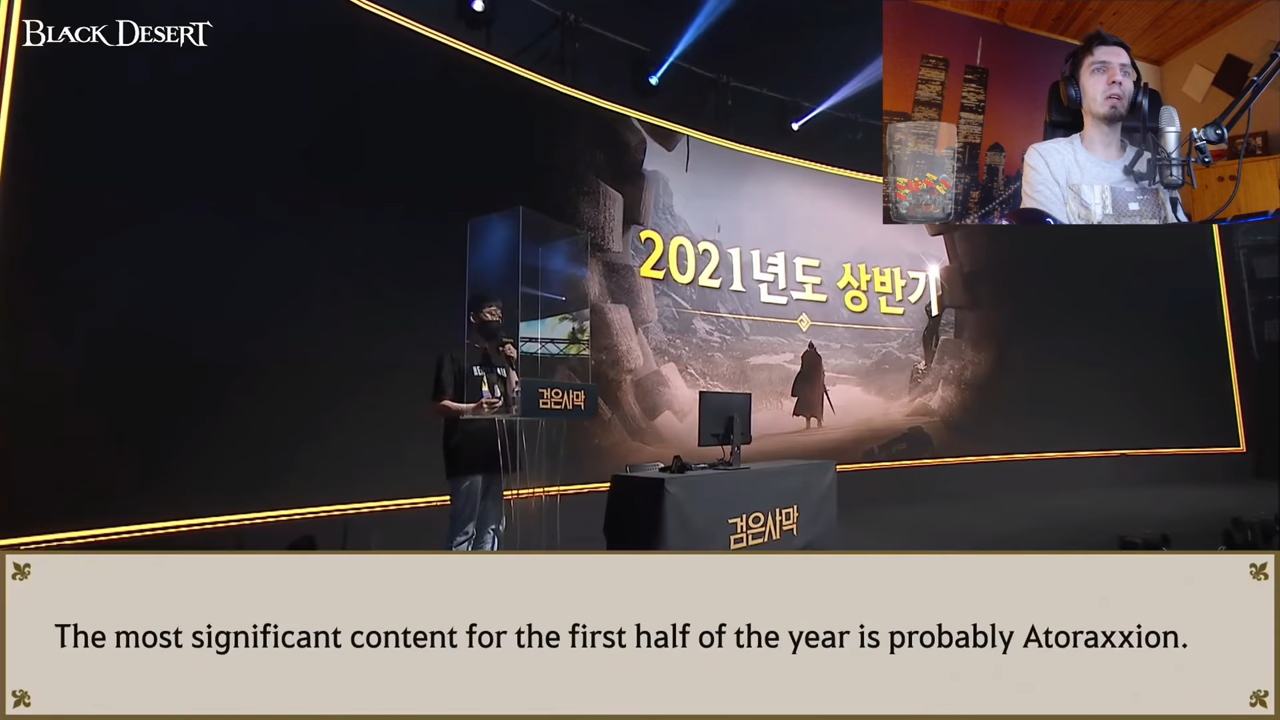 BLACK DESERT
2021년도 상반기
검은사막
검은사막
The most significant content for the first half of the year is probably Atoraxxion.